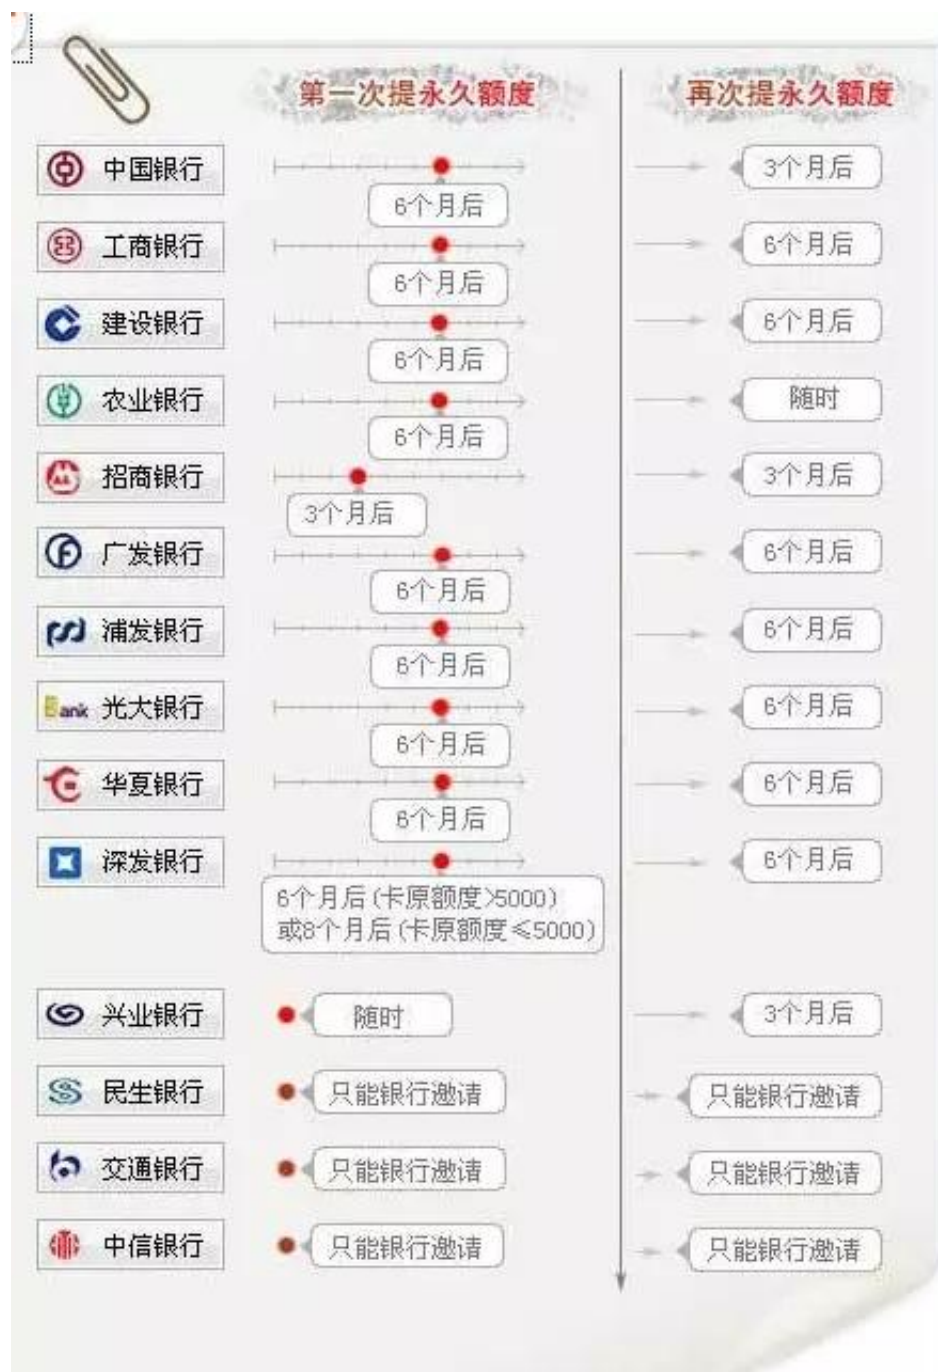 第一次提永久额度
再次提永久额度
中国银行
6个月后
3个月后
工商银行
6个月后
6个月后
建设银行
6个月后
6个月后
农业银行
6个月后
随时
招商银行
3个月后
3个月后
广发银行
6个月后
6个月后
浦发银行
6个月后
6个月后
Bank 光大银行
6个月后
6个月后
华夏银行
6个月后
6个月后
深发银行
6个月后(卡原额度>5000)
或8个月后(卡原额度≤5000)
6个月后
兴业银行
随时
3个月后
民生银行
只能银行邀请
只能银行邀请
交通银行
只能银行邀请
只能银行邀请
中信银行
只能银行邀请
只能银行邀请